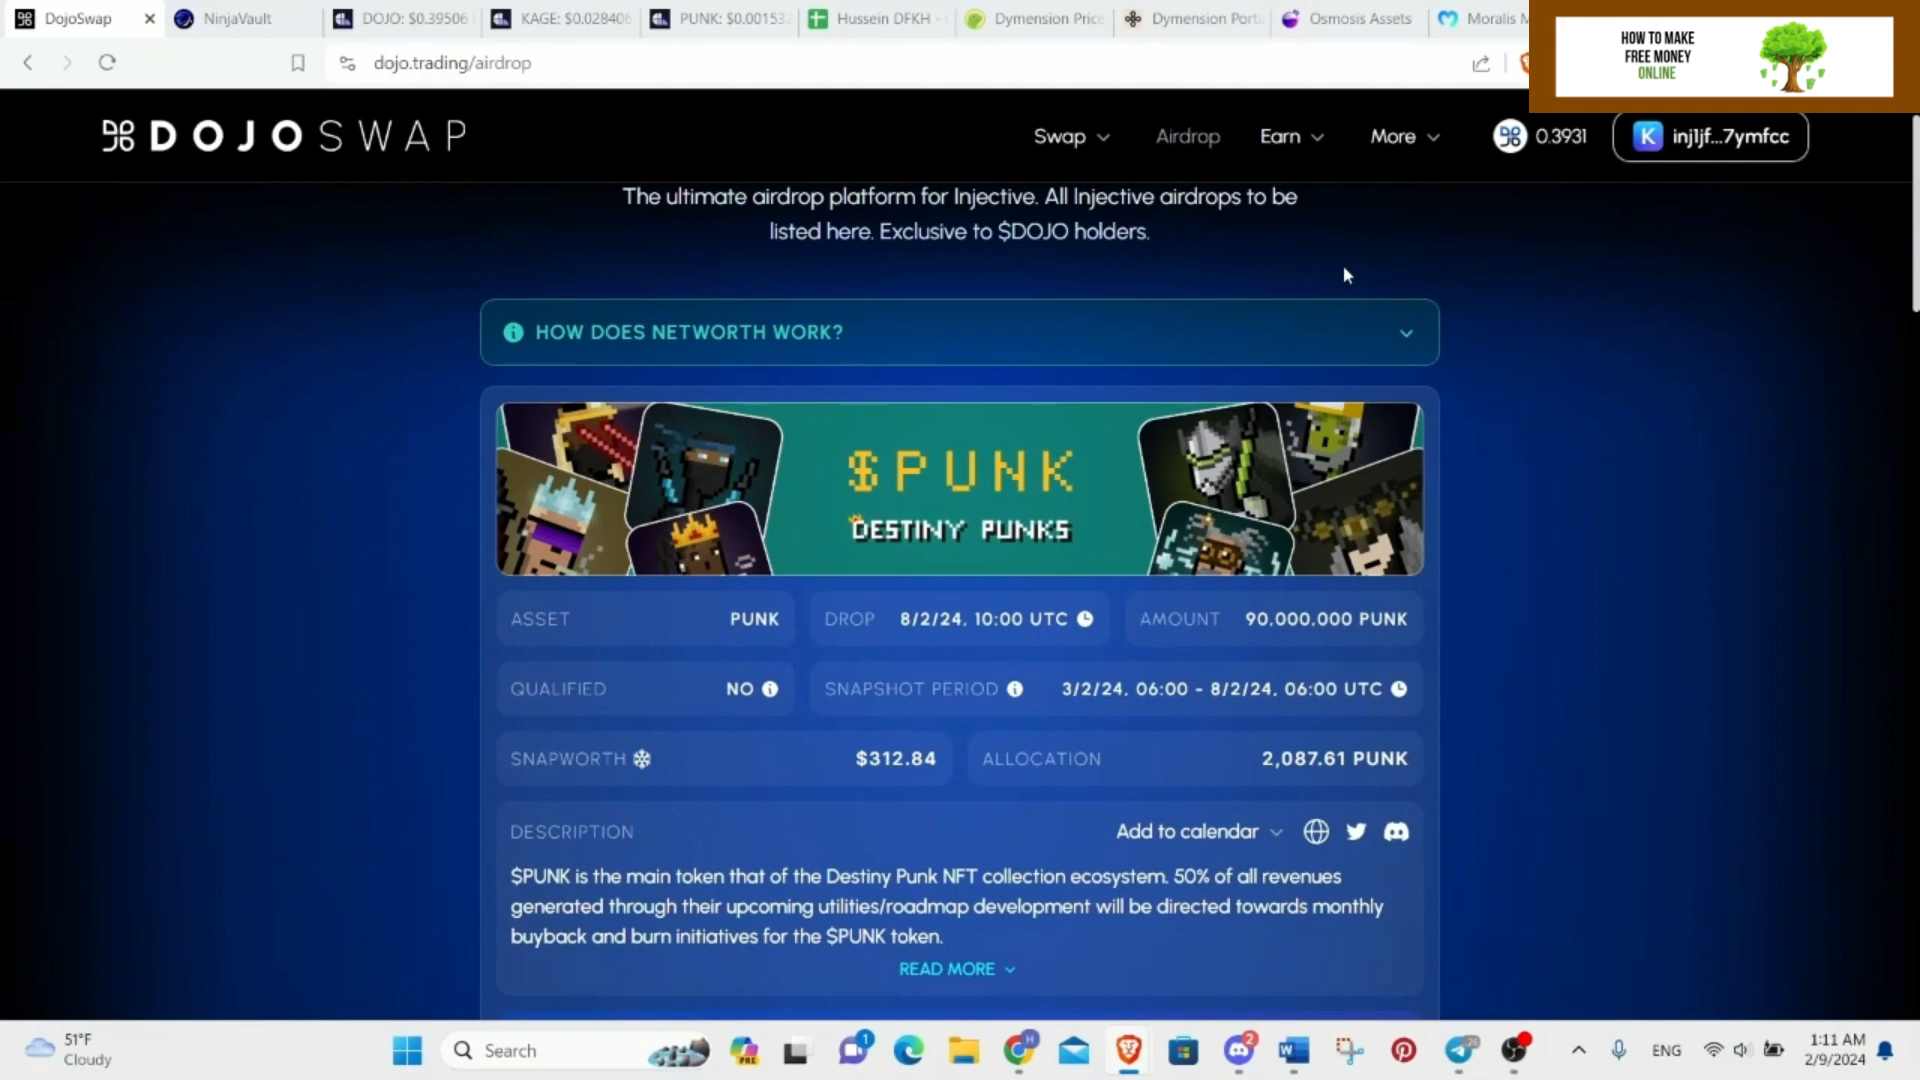 DojoSwap
NinjaVault
DOJO: $0.39506
KAGE: $0.028406
PUNK: $0.00153
Hussein DFKH -
Dymension Price
Dymension Porta
Osmosis Assets
Moralis M
dojo.trading/airdrop
HOW TO MAKE
FREE MONEY
ONLINE
DOJOSWAP
Swap
Airdrop
Earn
More
0.3931
K
inj1jf...7ymfcc
The ultimate airdrop platform for Injective. All Injective airdrops to be
listed here. Exclusive to $DOJO holders.
HOW DOES NETWORTH WORK?
$PUNK
DESTINY PUNKS
ASSET PUNK
DROP 8/2/24, 10:00 UTC
AMOUNT 90,000,000 PUNK
QUALIFIED NO
SNAPSHOT PERIOD 3/2/24, 06:00 - 8/2/24, 06:00 UTC
SNAPWORTH $312.84
ALLOCATION 2,087.61 PUNK
DESCRIPTION
Add to calendar
$PUNK is the main token that of the Destiny Punk NFT collection ecosystem. 50% of all revenues
generated through their upcoming utilities/roadmap development will be directed towards monthly
buyback and burn initiatives for the $PUNK token.
READ MORE
51°F
Cloudy
Search
PRE
1
H
2
W
26
ENG
1:11 AM
2/9/2024